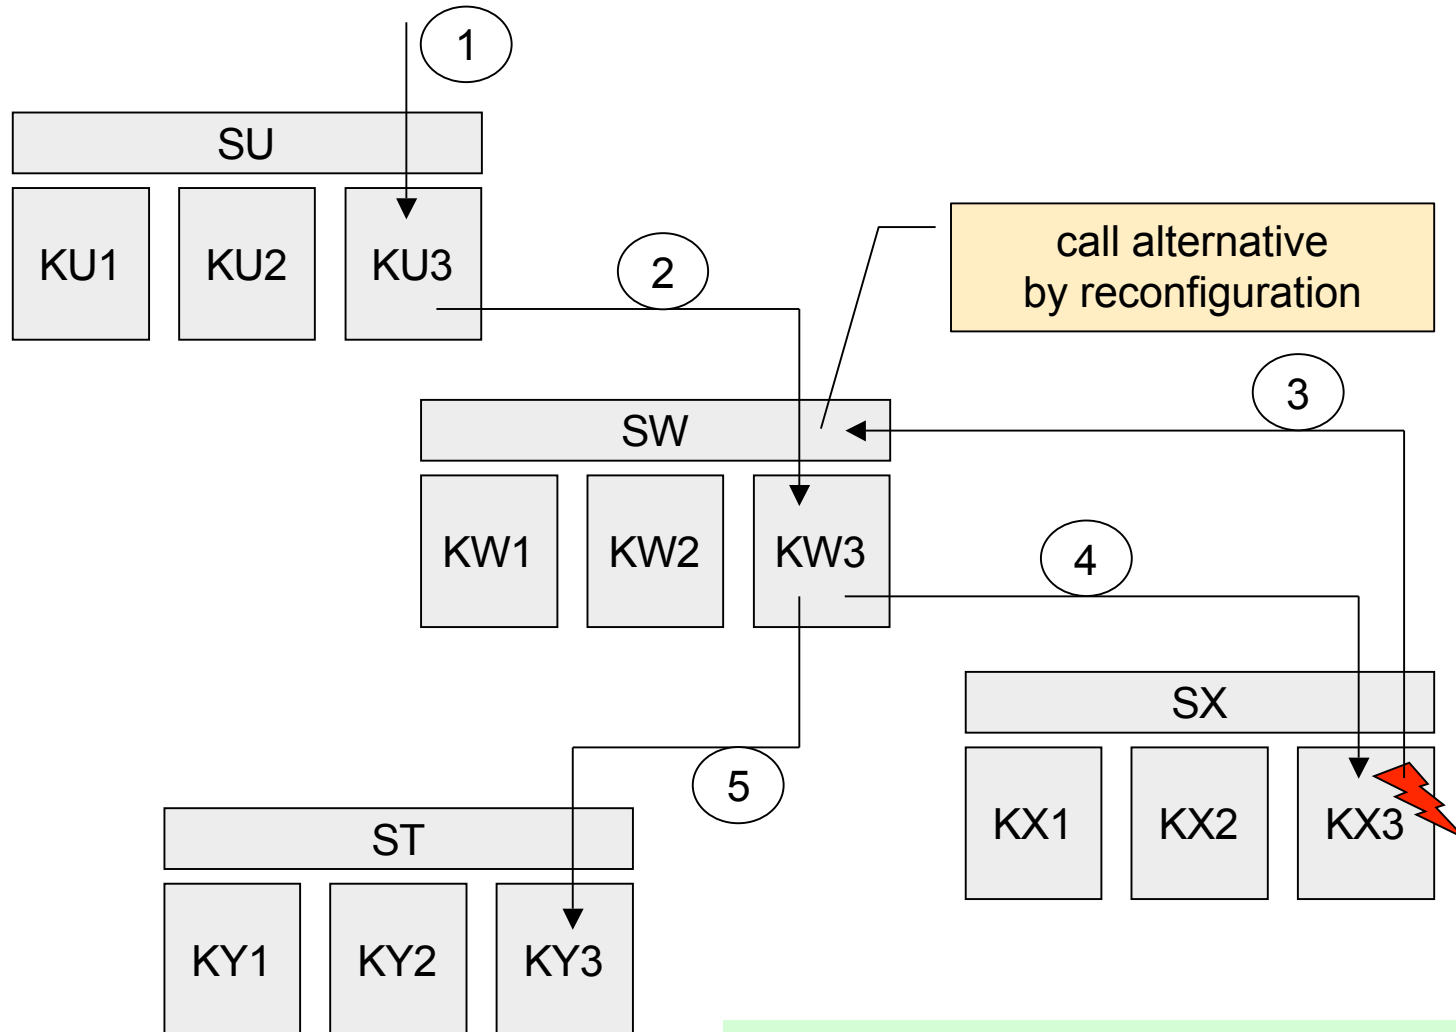 1
SU
KU1 KU2 KU3
2
call alternative
by reconfiguration
3
SW
KW1 KW2 KW3
4
SX
5
KX1 KX2 KX3
ST
KY1 KY2 KY3